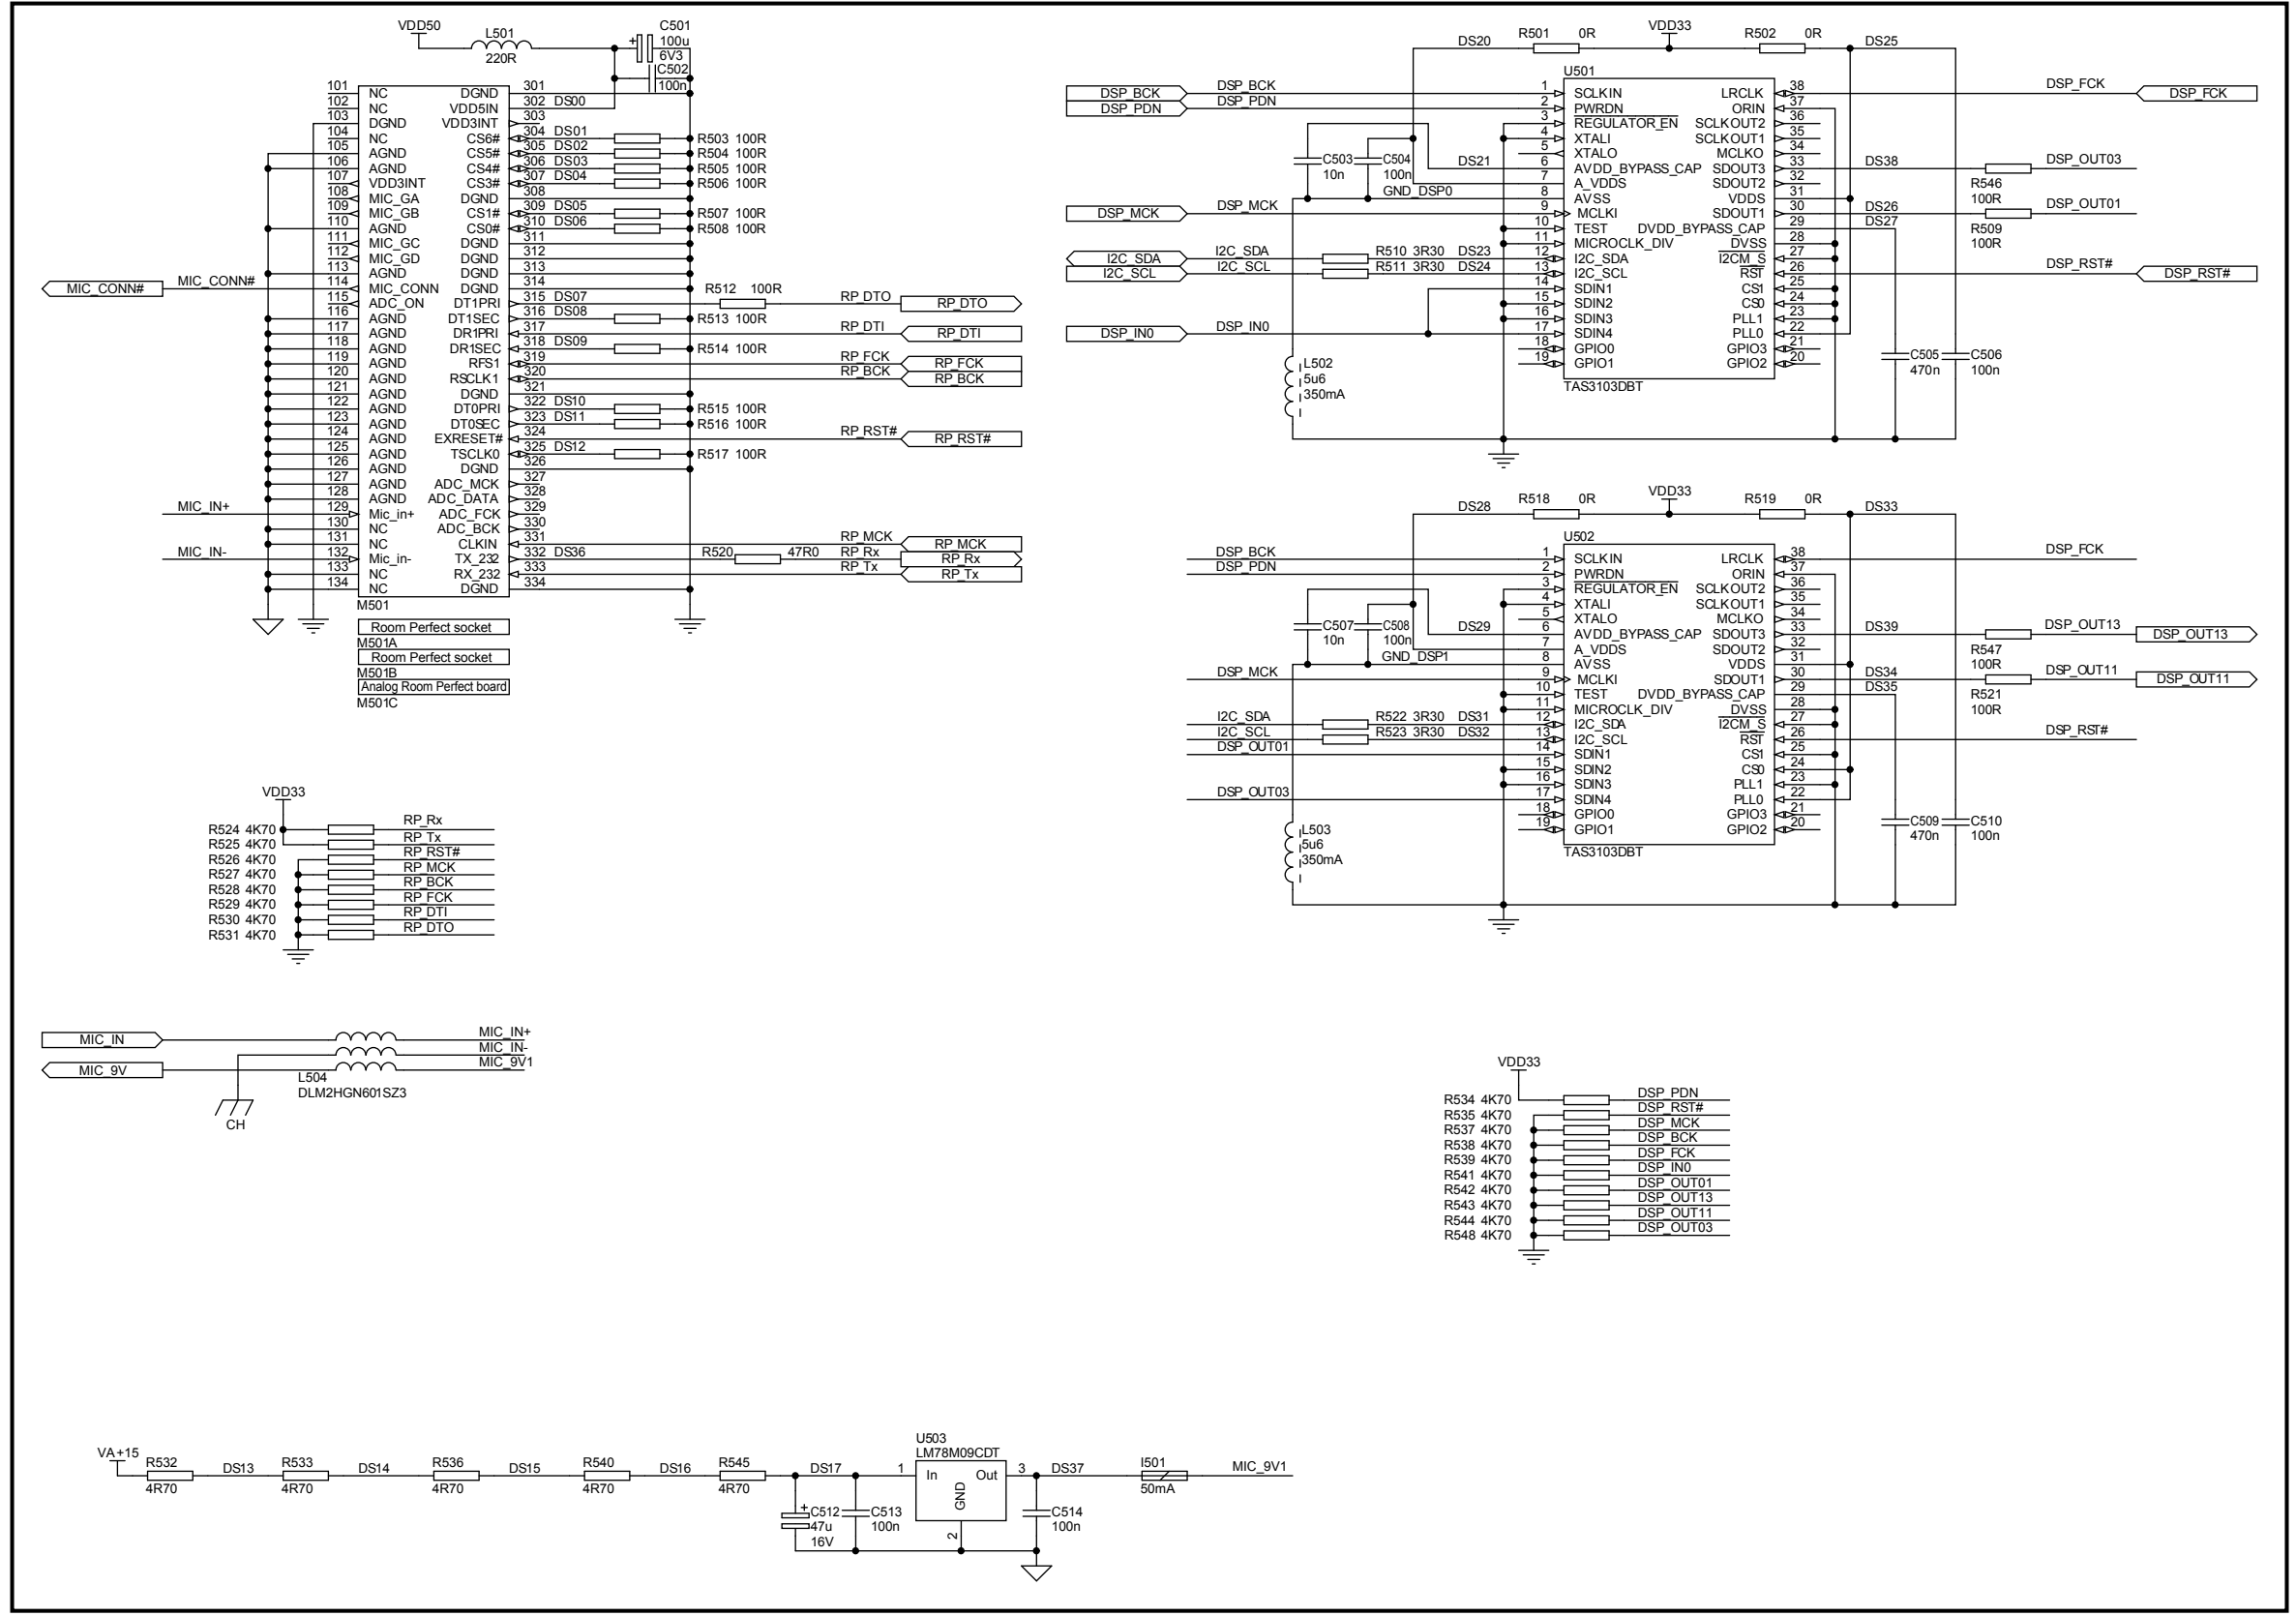 VDD50
L501
220R
C501
100u
6V3
C502
100n
101 NC DGND 301
102 NC VDD5IN 302 DS00
103 DGND VDD3INT 303
104 NC CS6# 304 DS01 R503 100R
105 AGND CS5# 305 DS02 R504 100R
106 AGND CS4# 306 DS03 R505 100R
107 VDD3INT CS3# 307 DS04 R506 100R
108 MIC_GA DGND 308
109 MIC_GB CS1# 309 DS05 R507 100R
110 AGND CS0# 310 DS06 R508 100R
111 MIC_GC DGND 311
112 MIC_GD DGND 312
113 AGND DGND 313
MIC_CONN# MIC_CONN# 114 MIC_CONN DGND 314
115 ADC_ON DT1PRI 315 DS07 R512 100R RP_DTO RP_DTO
116 AGND DT1SEC 316 DS08 R513 100R
117 AGND DR1PRI 317 RP_DTI RP_DTI
118 AGND DR1SEC 318 DS09 R514 100R
119 AGND RFS1 319 RP_FCK RP_FCK
120 AGND RSCLK1 320 RP_BCK RP_BCK
121 AGND DGND 321
122 AGND DT0PRI 322 DS10 R515 100R
123 AGND DT0SEC 323 DS11 R516 100R
124 AGND EXRESET# 324 RP_RST# RP_RST#
125 AGND TSCLK0 325 DS12 R517 100R
126 AGND DGND 326
127 AGND ADC_MCK 327
128 AGND ADC_DATA 328
MIC_IN+ 129 Mic_in+ ADC_FCK 329
130 NC ADC_BCK 330
131 NC CLKIN 331 RP_MCK RP_MCK
MIC_IN- 132 Mic_in- TX_232 332 DS36 R520 47R0 RP_Rx RP_Rx
133 NC RX_232 333 RP_Tx RP_Tx
134 NC DGND 334
M501
Room Perfect socket
M501A
Room Perfect socket
M501B
Analog Room Perfect board
M501C
DS20 R501 0R VDD33 R502 0R DS25
U501
DSP_BCK DSP_BCK 1 SCLKIN LRCLK 38 DSP_FCK DSP_FCK
DSP_PDN DSP_PDN 2 PWRDN ORIN 37
3 REGULATOR_EN SCLKOUT2 36
4 XTALI SCLKOUT1 35
5 XTALO MCLKO 34
C503 10n C504 100n
DS21 6 AVDD_BYPASS_CAP SDOUT3 33 DS38 R546 100R DSP_OUT03
7 A_VDDS SDOUT2 32
GND_DSP0 8 AVSS VDDS 31
DSP_MCK DSP_MCK 9 MCLKI SDOUT1 30 DS26 R509 100R DSP_OUT01
10 TEST DVDD_BYPASS_CAP 29 DS27
11 MICROCLK_DIV DVSS 28
I2C_SDA I2C_SDA R510 3R30 DS23 12 I2C_SDA I2CM_S 27
I2C_SCL I2C_SCL R511 3R30 DS24 13 I2C_SCL RST 26 DSP_RST# DSP_RST#
14 SDIN1 CS1 25
15 SDIN2 CS0 24
16 SDIN3 PLL1 23
DSP_IN0 DSP_IN0 17 SDIN4 PLL0 22
18 GPIO0 GPIO3 21
19 GPIO1 GPIO2 20
TAS3103DBT
L502
5u6
350mA
C505 470n C506 100n
DS28 R518 0R VDD33 R519 0R DS33
U502
DSP_BCK 1 SCLKIN LRCLK 38 DSP_FCK
DSP_PDN 2 PWRDN ORIN 37
3 REGULATOR_EN SCLKOUT2 36
4 XTALI SCLKOUT1 35
5 XTALO MCLKO 34
C507 10n C508 100n
DS29 6 AVDD_BYPASS_CAP SDOUT3 33 DS39 R547 100R DSP_OUT13 DSP_OUT13
7 A_VDDS SDOUT2 32
GND_DSP1 8 AVSS VDDS 31
DSP_MCK 9 MCLKI SDOUT1 30 DS34 R521 100R DSP_OUT11 DSP_OUT11
10 TEST DVDD_BYPASS_CAP 29 DS35
11 MICROCLK_DIV DVSS 28
I2C_SDA R522 3R30 DS31 12 I2C_SDA I2CM_S 27
I2C_SCL R523 3R30 DS32 13 I2C_SCL RST 26 DSP_RST#
DSP_OUT01 14 SDIN1 CS1 25
15 SDIN2 CS0 24
16 SDIN3 PLL1 23
DSP_OUT03 17 SDIN4 PLL0 22
18 GPIO0 GPIO3 21
19 GPIO1 GPIO2 20
TAS3103DBT
L503
5u6
350mA
C509 470n C510 100n
VDD33
R524 4K70 RP_Rx
R525 4K70 RP_Tx
R526 4K70 RP_RST#
R527 4K70 RP_MCK
R528 4K70 RP_BCK
R529 4K70 RP_FCK
R530 4K70 RP_DTI
R531 4K70 RP_DTO
MIC_IN MIC_IN+
MIC_IN-
MIC_9V MIC_9V1
L504
DLM2HGN601SZ3
CH
VDD33
R534 4K70 DSP_PDN
R535 4K70 DSP_RST#
R537 4K70 DSP_MCK
R538 4K70 DSP_BCK
R539 4K70 DSP_FCK
R541 4K70 DSP_IN0
R542 4K70 DSP_OUT01
R543 4K70 DSP_OUT13
R544 4K70 DSP_OUT11
R548 4K70 DSP_OUT03
VA+15 R532 DS13 R533 DS14 R536 DS15 R540 DS16 R545 DS17
4R70 4R70 4R70 4R70 4R70
U503
LM78M09CDT
1 In Out 3 DS37 I501 MIC_9V1
50mA
GND
2
+
C512
47u
16V
C513
100n
C514
100n